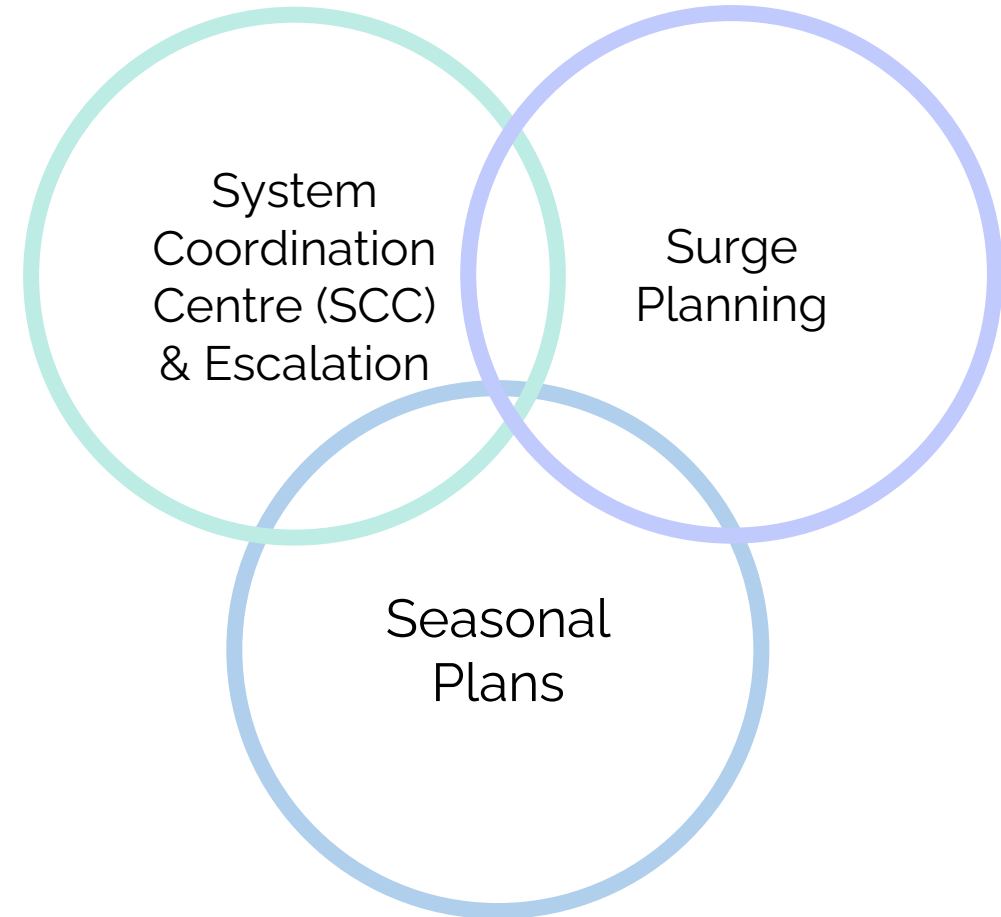 System
Coordination
Centre (SCC)
& Escalation
Surge
Planning
Seasonal
Plans